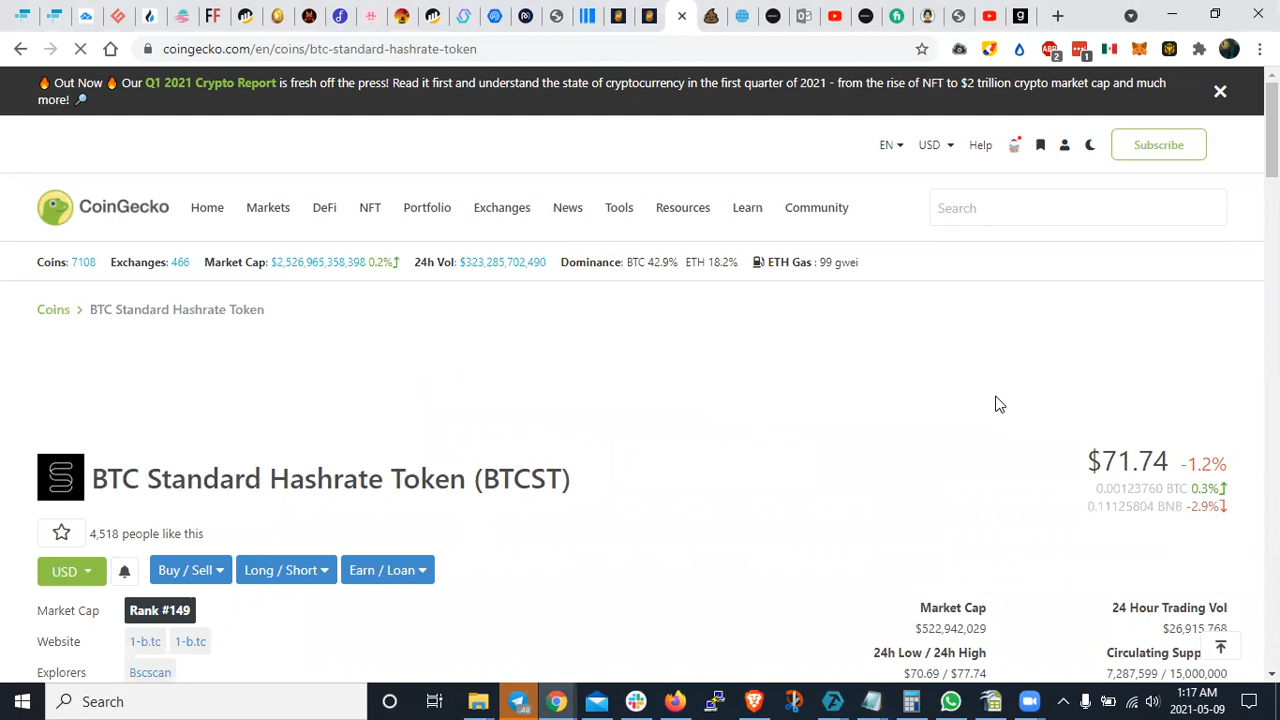 coingecko.com/en/coins/btc-standard-hashrate-token
🔥 Out Now 🔥 Our Q1 2021 Crypto Report is fresh off the press! Read it first and understand the state of cryptocurrency in the first quarter of 2021 - from the rise of NFT to $2 trillion crypto market cap and much
more! 🔎
EN USD Help Subscribe
CoinGecko Home Markets DeFi NFT Portfolio Exchanges News Tools Resources Learn Community Search
Coins: 7108 Exchanges: 466 Market Cap: $2,526,965,358,398 0.2% 24h Vol: $323,285,702,490 Dominance: BTC 42.9% ETH 18.2% ETH Gas : 99 gwei
Coins > BTC Standard Hashrate Token
BTC Standard Hashrate Token (BTCST)
$71.74 -1.2%
0.00123760 BTC 0.3%
0.11125804 BNB -2.9%
4,518 people like this
USD Buy / Sell Long / Short Earn / Loan
Market Cap Rank #149
Website 1-b.tc 1-b.tc
Explorers Bscscan
Market Cap 24 Hour Trading Vol
$522,942,029 $26,915,768
24h Low / 24h High
$70.69 / $77.74 7,287,599 / 15,000,000
Circulating
Search
1:17 AM
2021-05-09